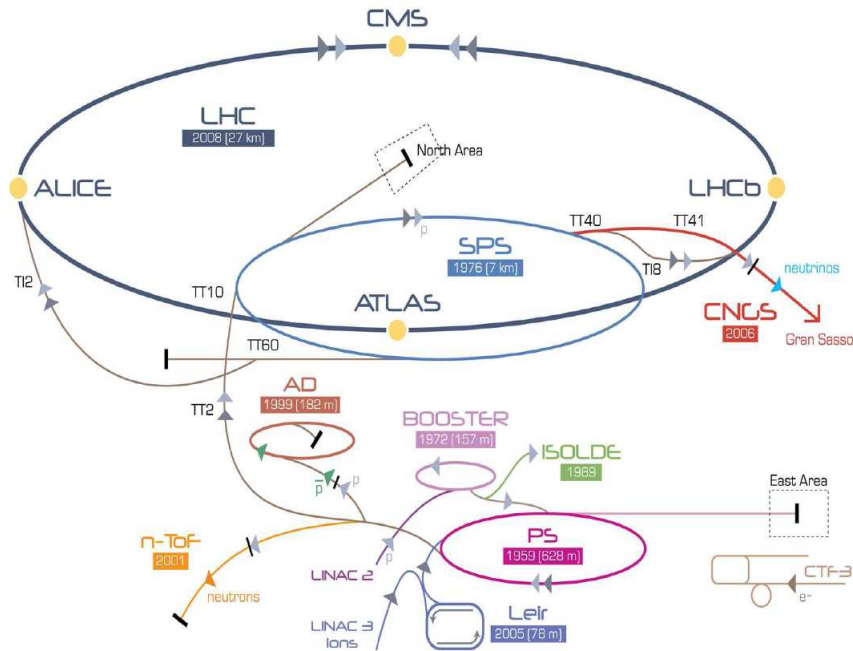 CMS
LHC
2008 (27 km)
North Area
ALICE
LHCb
TT40
TT41
p
SPS
1976 (7 km)
TI8
neutrinos
TI2
TT10
ATLAS
CNGS
2006
Gran Sasso
TT60
AD
1999 (182 m)
TT2
BOOSTER
1972 (157 m)
ISOLDE
1989
p
p̅
East Area
n-ToF
2001
PS
1959 (628 m)
LINAC 2
p
neutrons
CTF-3
e-
LINAC 3
Ions
Leir
2005 (78 m)